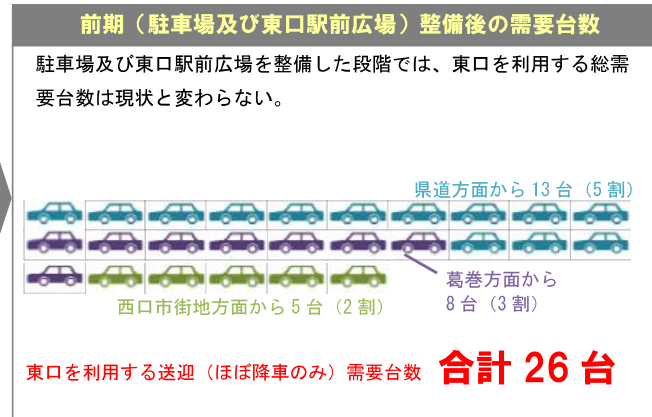 前期（駐車場及び東口駅前広場）整備後の需要台数
駐車場及び東口駅前広場を整備した段階では、東口を利用する総需
要台数は現状と変わらない。
県道方面から 13 台（5 割）
葛巻方面から
8 台（3 割）
西口市街地方面から 5 台（2 割）
東口を利用する送迎（ほぼ降車のみ）需要台数 合計 26 台